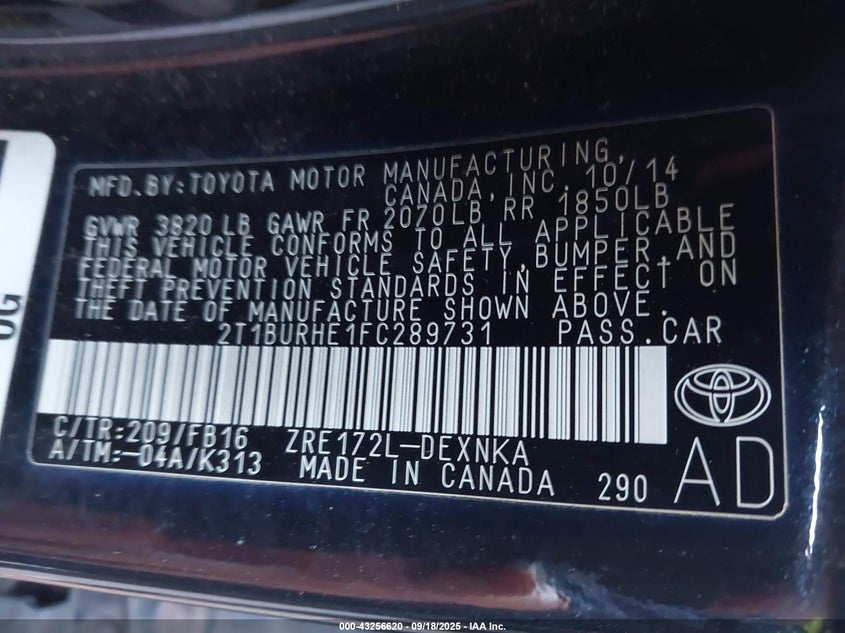 MFD. BY: TOYOTA MOTOR MANUFACTURING,
CANADA, INC. 10/14
GVWR 3820 LB GAWR FR 2070LB RR 1850LB
THIS VEHICLE CONFORMS TO ALL APPLICABLE
FEDERAL MOTOR VEHICLE SAFETY, BUMPER, AND
THEFT PREVENTION STANDARDS IN EFFECT ON
THE DATE OF MANUFACTURE SHOWN ABOVE.
2T1BURHE1FC289731 PASS. CAR
C/TR: 209/FB16 ZRE172L-DEXNKA
A/TM: -04A/K313 MADE IN CANADA 290 AD
OG
000-43256620 - 09/18/2025 - IAA Inc.